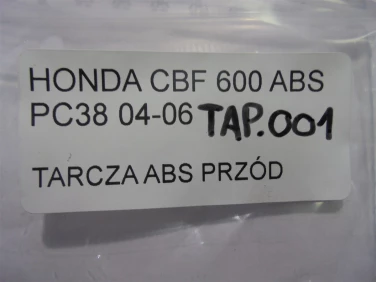 HONDA CBF 600 ABS
PC38 04-06 TAP.001
TARCZA ABS PRZÓD